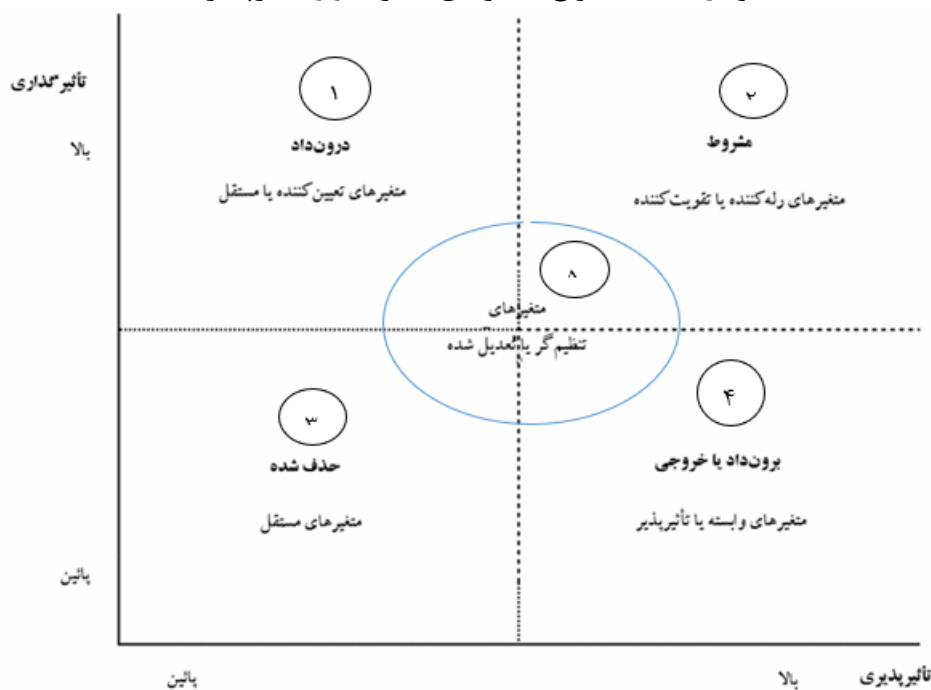 تأثیرگذاری
بالا
۲
مشروط
متغیرهای رله‌کننده یا تقویت‌کننده
۱
درون‌داد
متغیرهای تعیین‌کننده یا مستقل
متغیرهای
تنظیم‌گر یا تعدیل شده
۴
برون‌داد یا خروجی
متغیرهای وابسته یا تأثیرپذیر
۳
حذف شده
متغیرهای مستقل
پائین
تأثیرپذیری
بالا
پائین